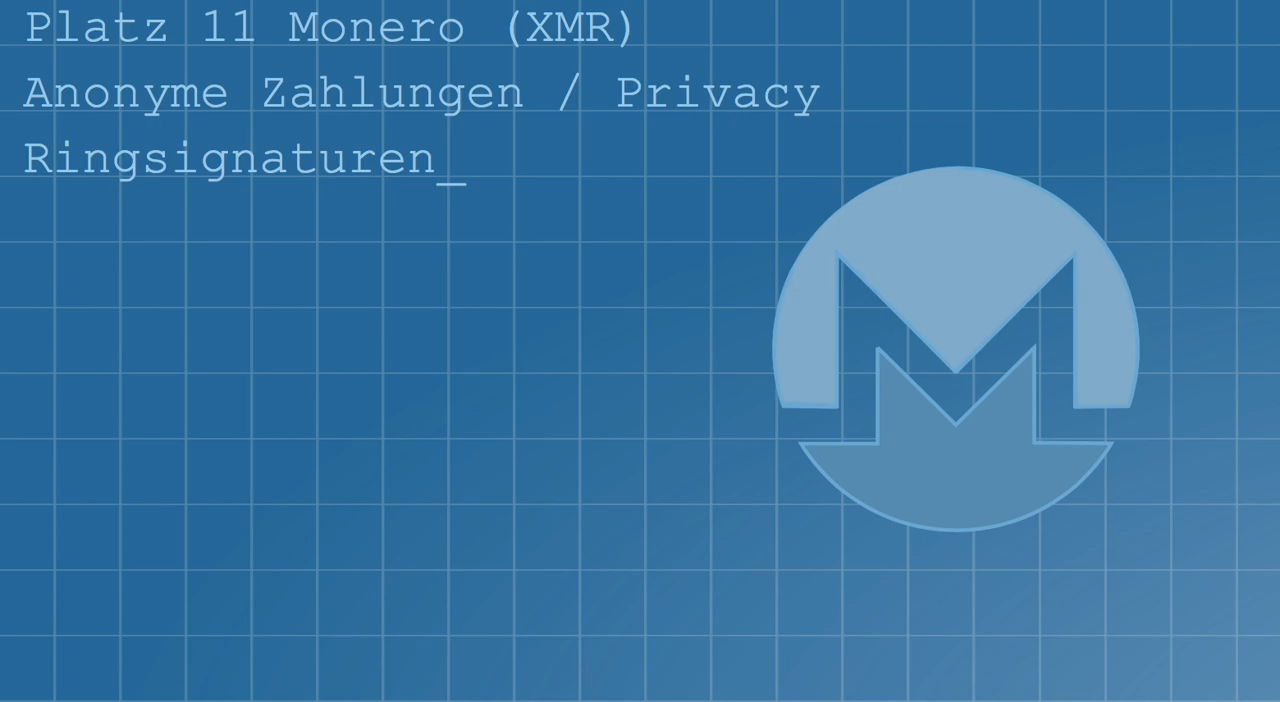 Platz 11 Monero (XMR)
Anonyme Zahlungen / Privacy
Ringsignaturen_